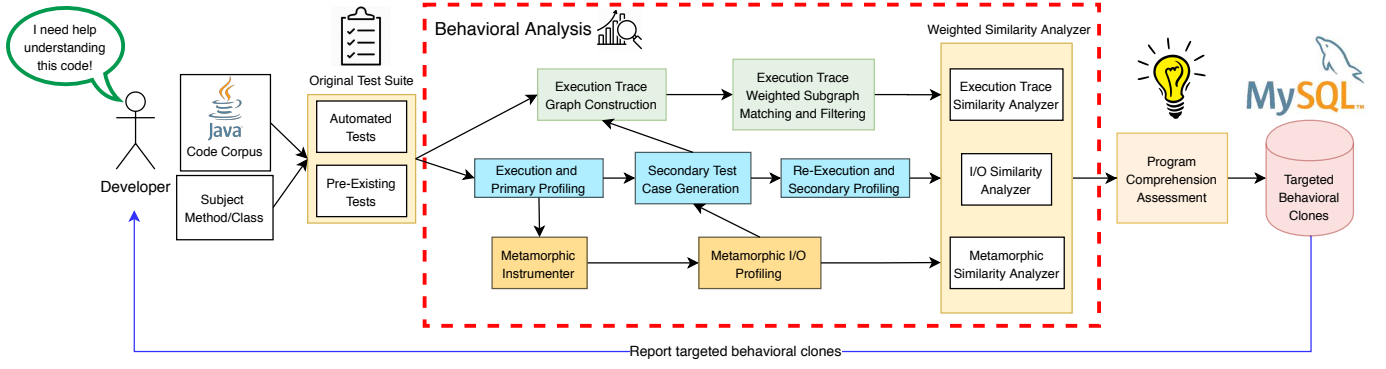 I need help
understanding
this code!
Developer
Java™
Code Corpus
Subject
Method/Class
Original Test Suite
Automated
Tests
Pre-Existing
Tests
Behavioral Analysis
Execution Trace
Graph Construction
Execution Trace
Weighted Subgraph
Matching and Filtering
Execution and
Primary Profiling
Secondary Test
Case Generation
Re-Execution and
Secondary Profiling
Metamorphic
Instrumenter
Metamorphic I/O
Profiling
Weighted Similarity Analyzer
Execution Trace
Similarity Analyzer
I/O Similarity
Analyzer
Metamorphic
Similarity Analyzer
Program
Comprehension
Assessment
MySQL™
Targeted
Behavioral
Clones
Report targeted behavioral clones